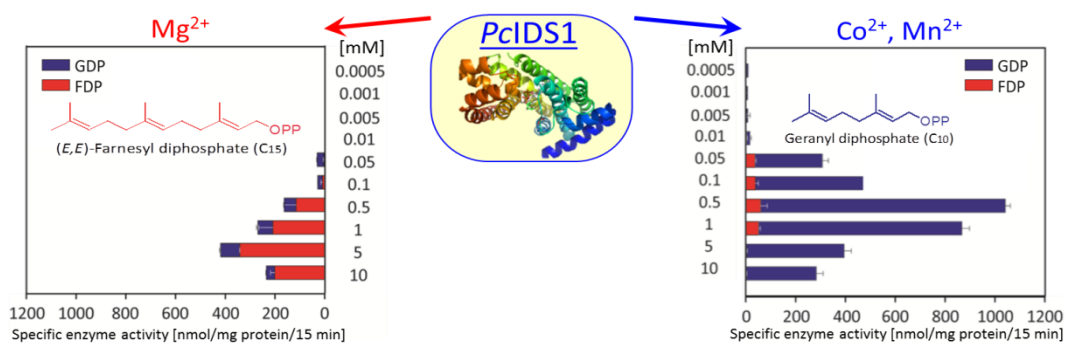 Mg²⁺
PcIDS1
Co²⁺, Mn²⁺
GDP
FDP
OPP
(E,E)-Farnesyl diphosphate (C15)
1200 1000 800 600 400 200 0
Specific enzyme activity [nmol/mg protein/15 min]
[mM]
0.0005
0.001
0.005
0.01
0.05
0.1
0.5
1
5
10
[mM]
0.0005
0.001
0.005
0.01
0.05
0.1
0.5
1
5
10
GDP
FDP
OPP
Geranyl diphosphate (C10)
0 200 400 600 800 1000 1200
Specific enzyme activity [nmol/mg protein/15 min]